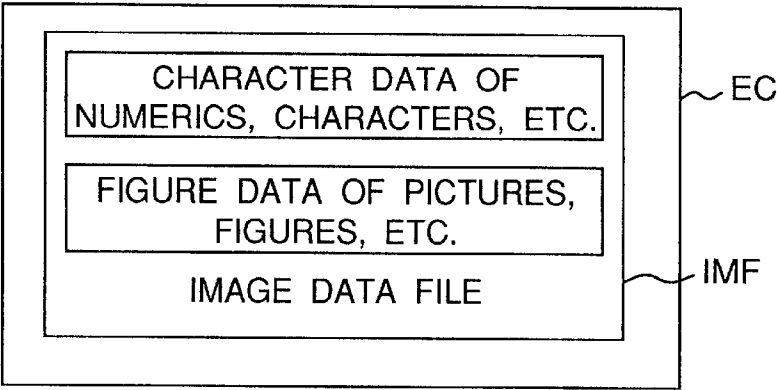 CHARACTER DATA OF
NUMERICS, CHARACTERS, ETC.
EC
FIGURE DATA OF PICTURES,
FIGURES, ETC.
IMAGE DATA FILE
IMF